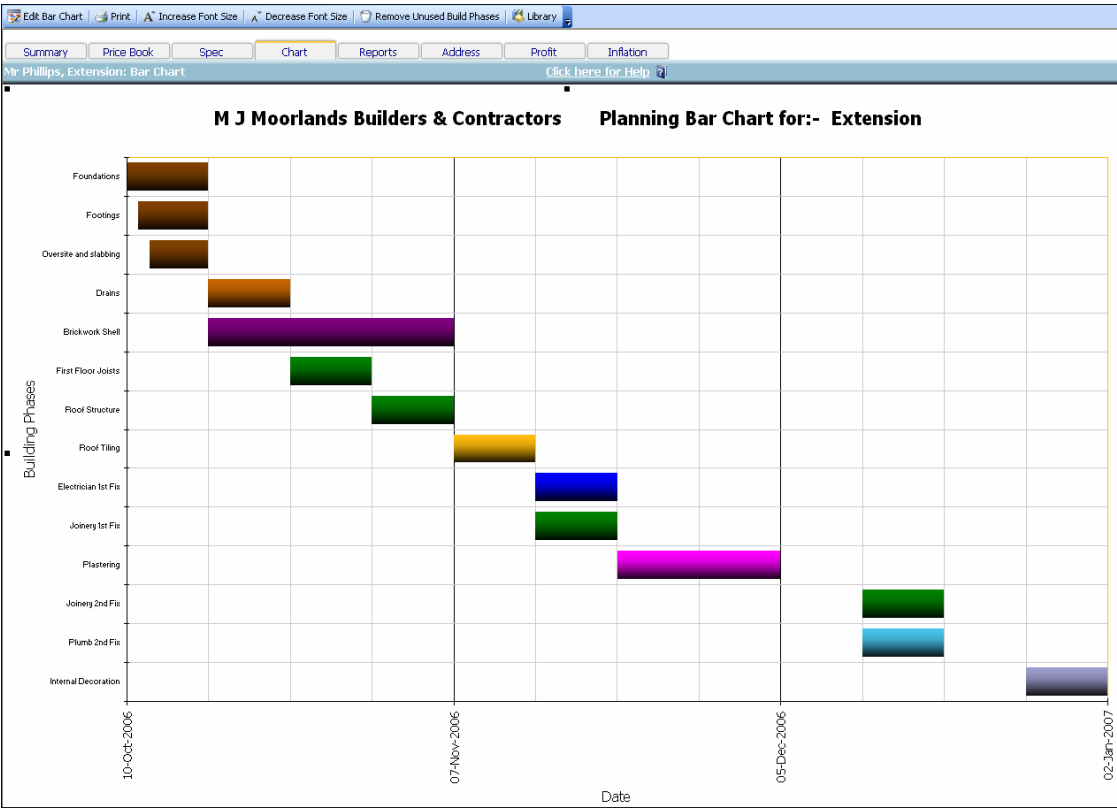 Edit Bar Chart Print A Increase Font Size A Decrease Font Size Remove Unused Build Phases Library
Summary Price Book Spec Chart Reports Address Profit Inflation
Mr Phillips, Extension: Bar Chart Click here for Help ?
M J Moorlands Builders & Contractors Planning Bar Chart for:- Extension
Foundations
Footings
Oversite and slabbing
Drains
Brickwork Shell
First Floor Joists
Roof Structure
Roof Tiling
Electrician 1st Fix
Joinery 1st Fix
Plastering
Joinery 2nd Fix
Plumb 2nd Fix
Internal Decoration
Building Phases
10-Oct-2006
07-Nov-2006
05-Dec-2006
02-Jan-2007
Date